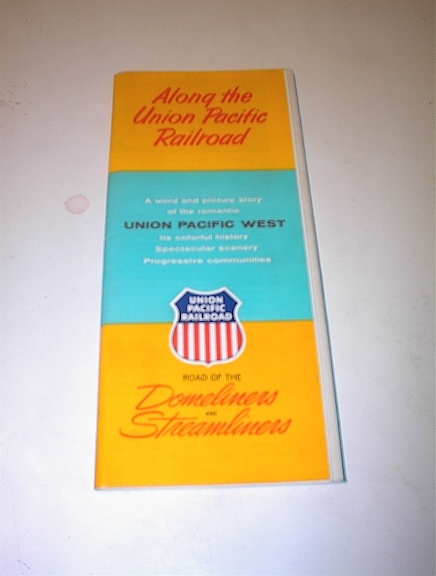 Along the
Union Pacific
Railroad
A word and picture story
of the romantic
UNION PACIFIC WEST
Its colorful history
Spectacular scenery
Progressive communities
UNION
PACIFIC
RAILROAD
ROAD OF THE
Domeliners
AND
Streamliners